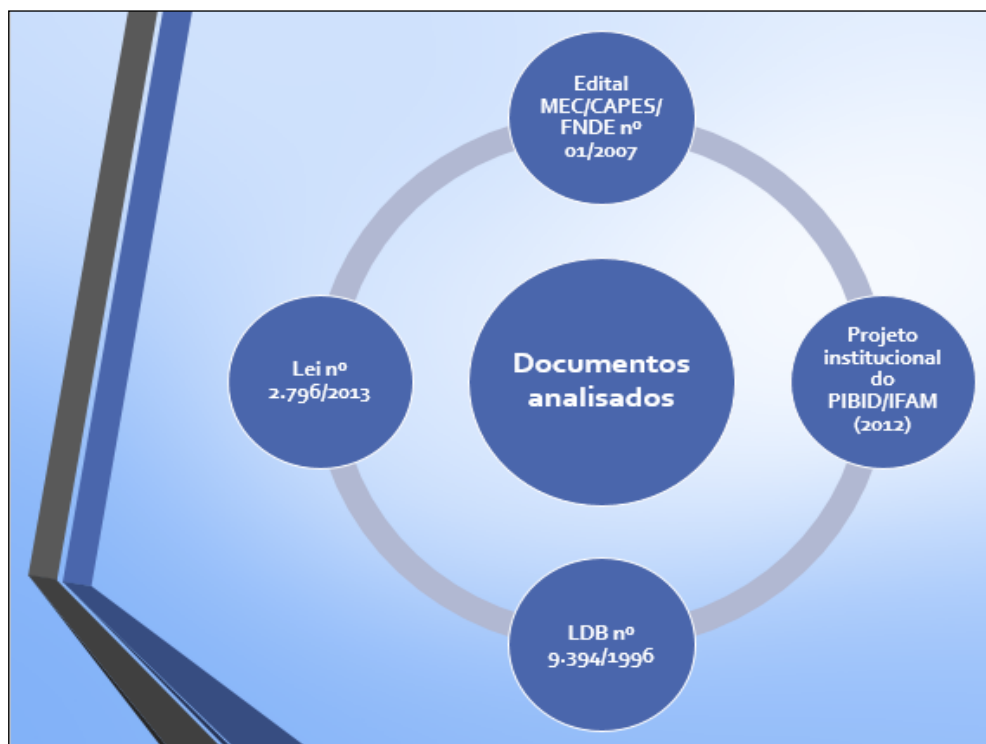 Edital
MEC/CAPES/
FNDE nº
01/2007
Projeto
institucional
do
PIBID/IFAM
(2012)
LDB nº
9.394/1996
Lei nº
2.796/2013
Documentos
analisados